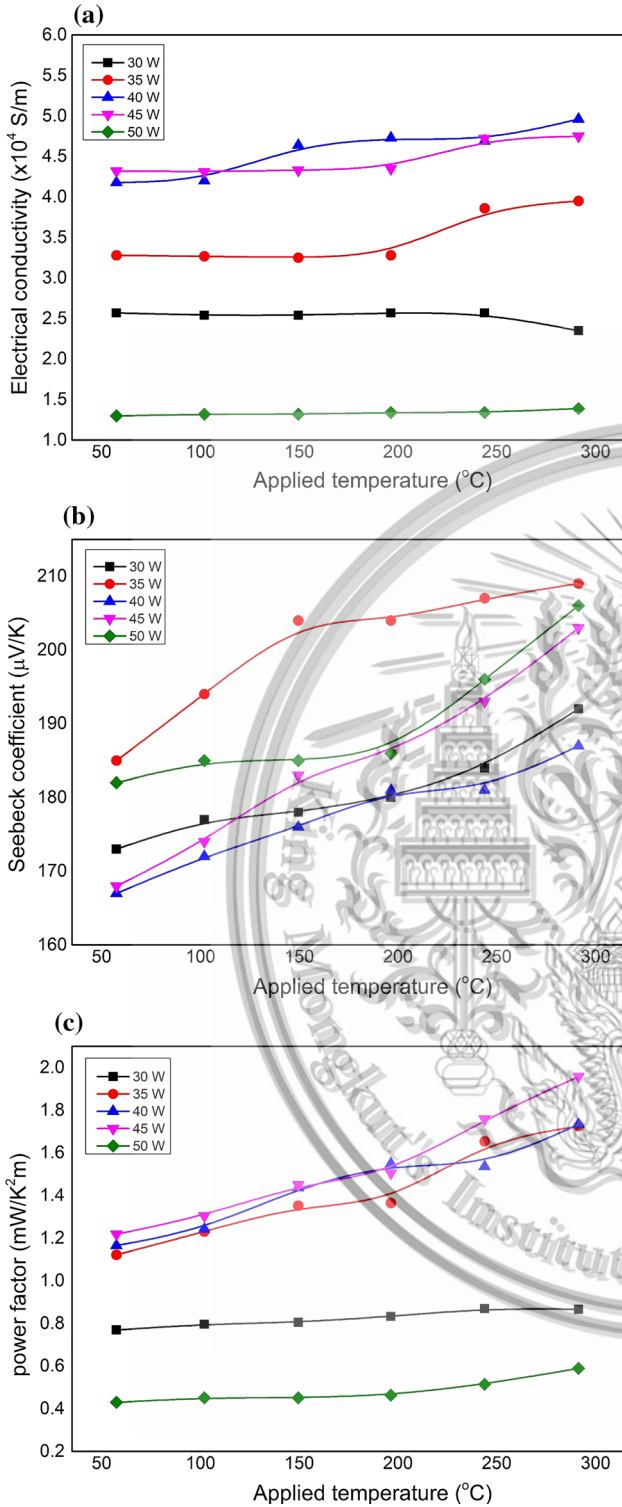 (a)
6.0
5.5
5.0
4.5
4.0
3.5
3.0
2.5
2.0
1.5
1.0
Electrical conductivity (x10⁴ S/m)
30 W
35 W
40 W
45 W
50 W
50 100 150 200 250 300
Applied temperature (°C)
(b)
210
200
190
180
170
160
Seebeck coefficient (μV/K)
30 W
35 W
40 W
45 W
50 W
50 100 150 200 250 300
Applied temperature (°C)
(c)
2.0
1.8
1.6
1.4
1.2
1.0
0.8
0.6
0.4
0.2
power factor (mW/K²m)
30 W
35 W
40 W
45 W
50 W
50 100 150 200 250 300
Applied temperature (°C)
King Mongkut's Institut